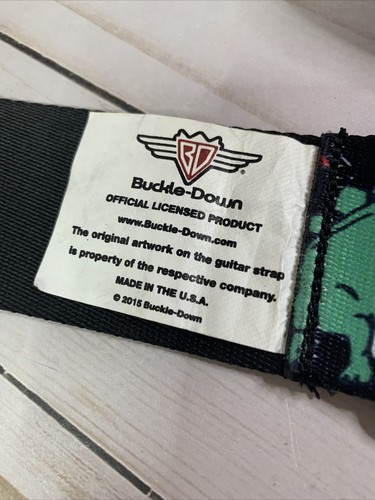 BD
®
Buckle-Down
OFFICIAL LICENSED PRODUCT
www.Buckle-Down.com
The original artwork on the guitar strap
is property of the respective company.
MADE IN THE U.S.A.
© 2015 Buckle-Down